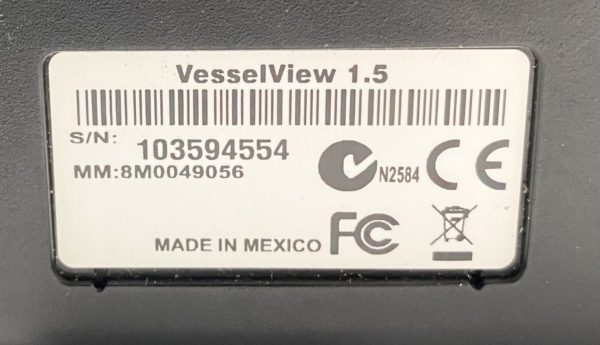 VesselView 1.5
S/N: 103594554
MM:8M0049056
N2584
CE
MADE IN MEXICO FC